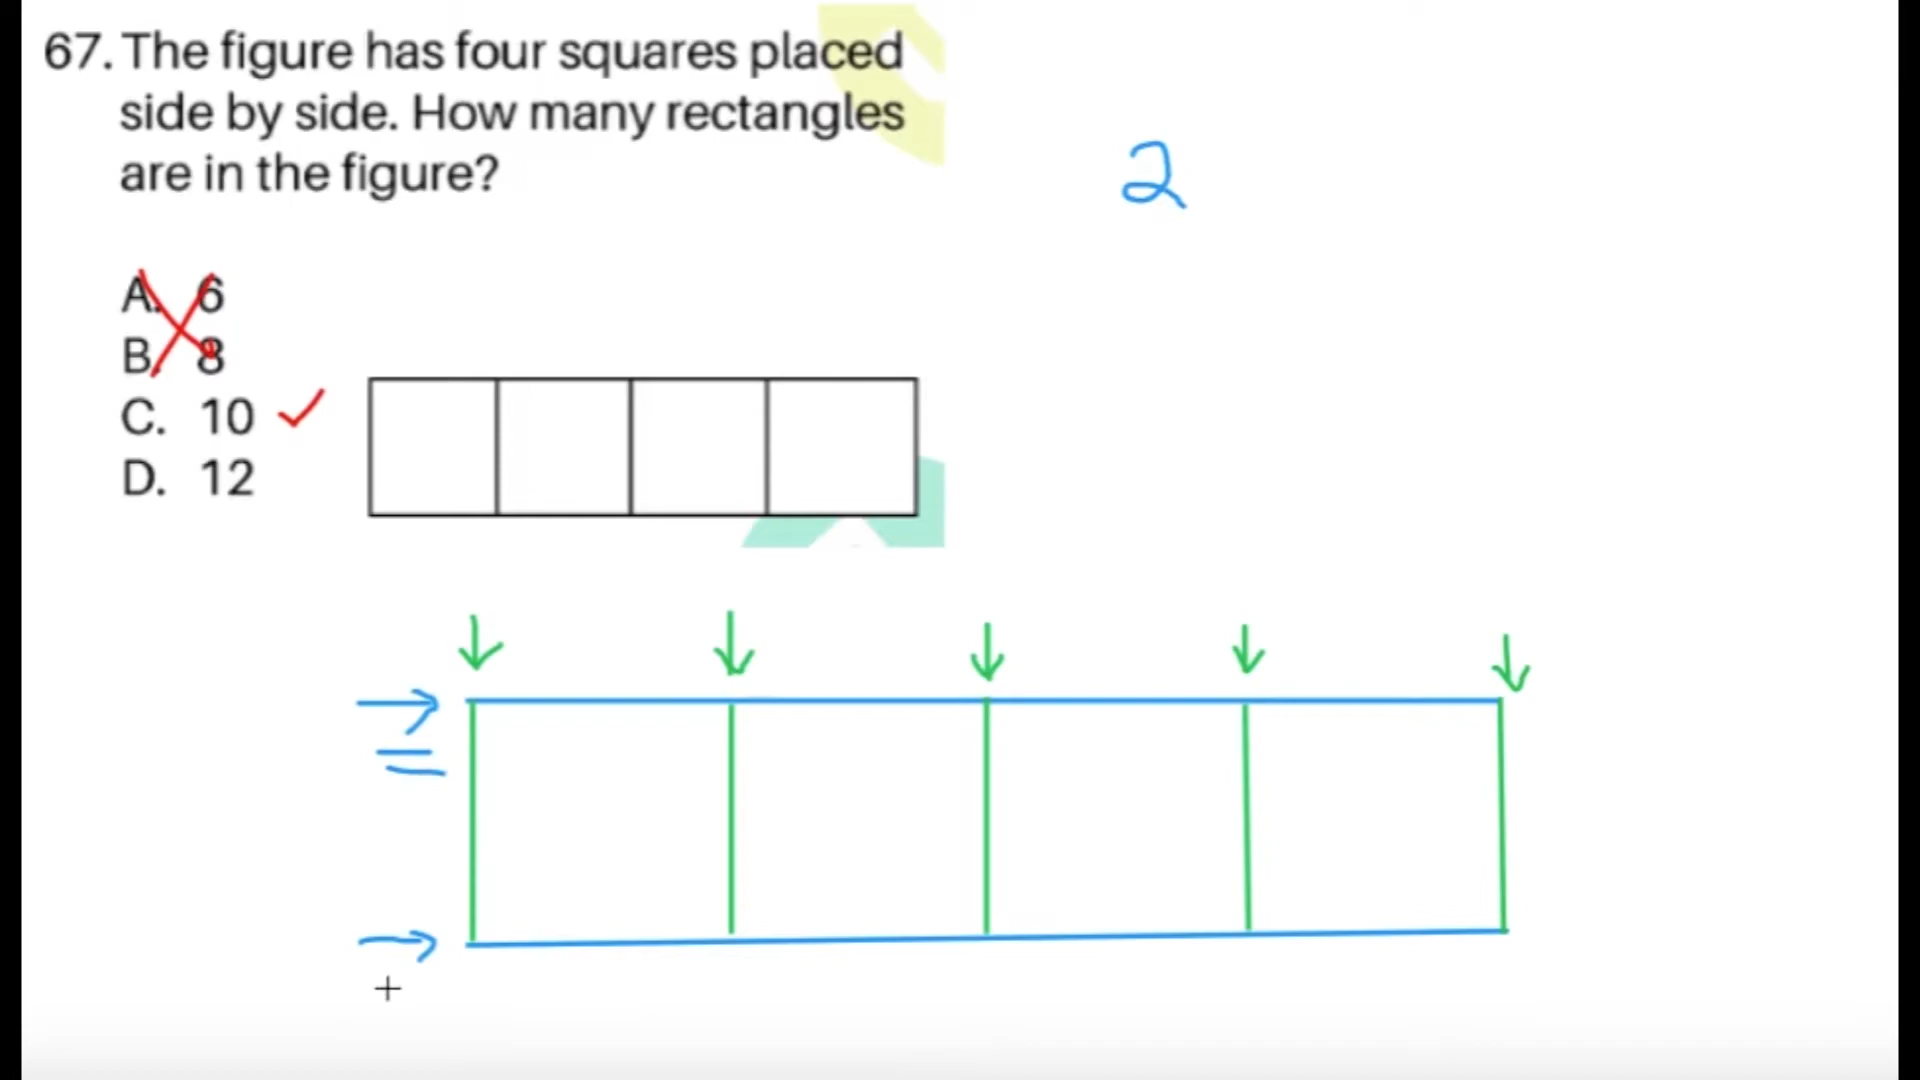 67. The figure has four squares placed
side by side. How many rectangles
are in the figure?
2
A. 6
B. 8
C. 10
D. 12